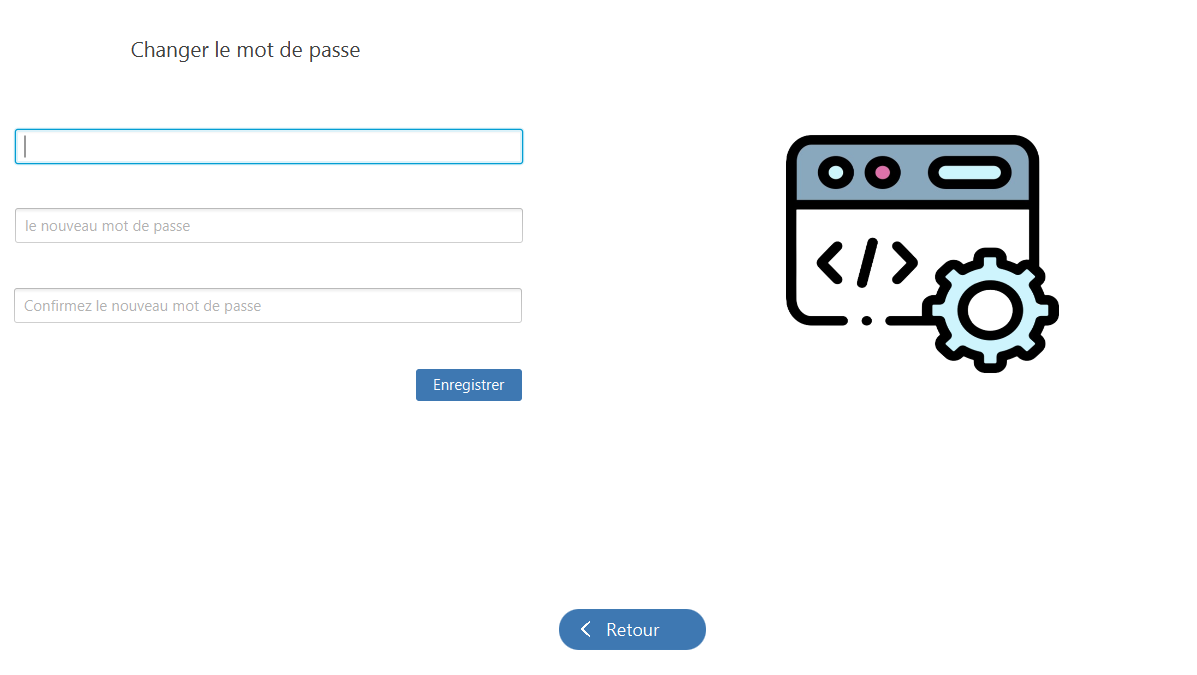 Changer le mot de passe
le nouveau mot de passe
Confirmez le nouveau mot de passe
Enregistrer
</>
Retour